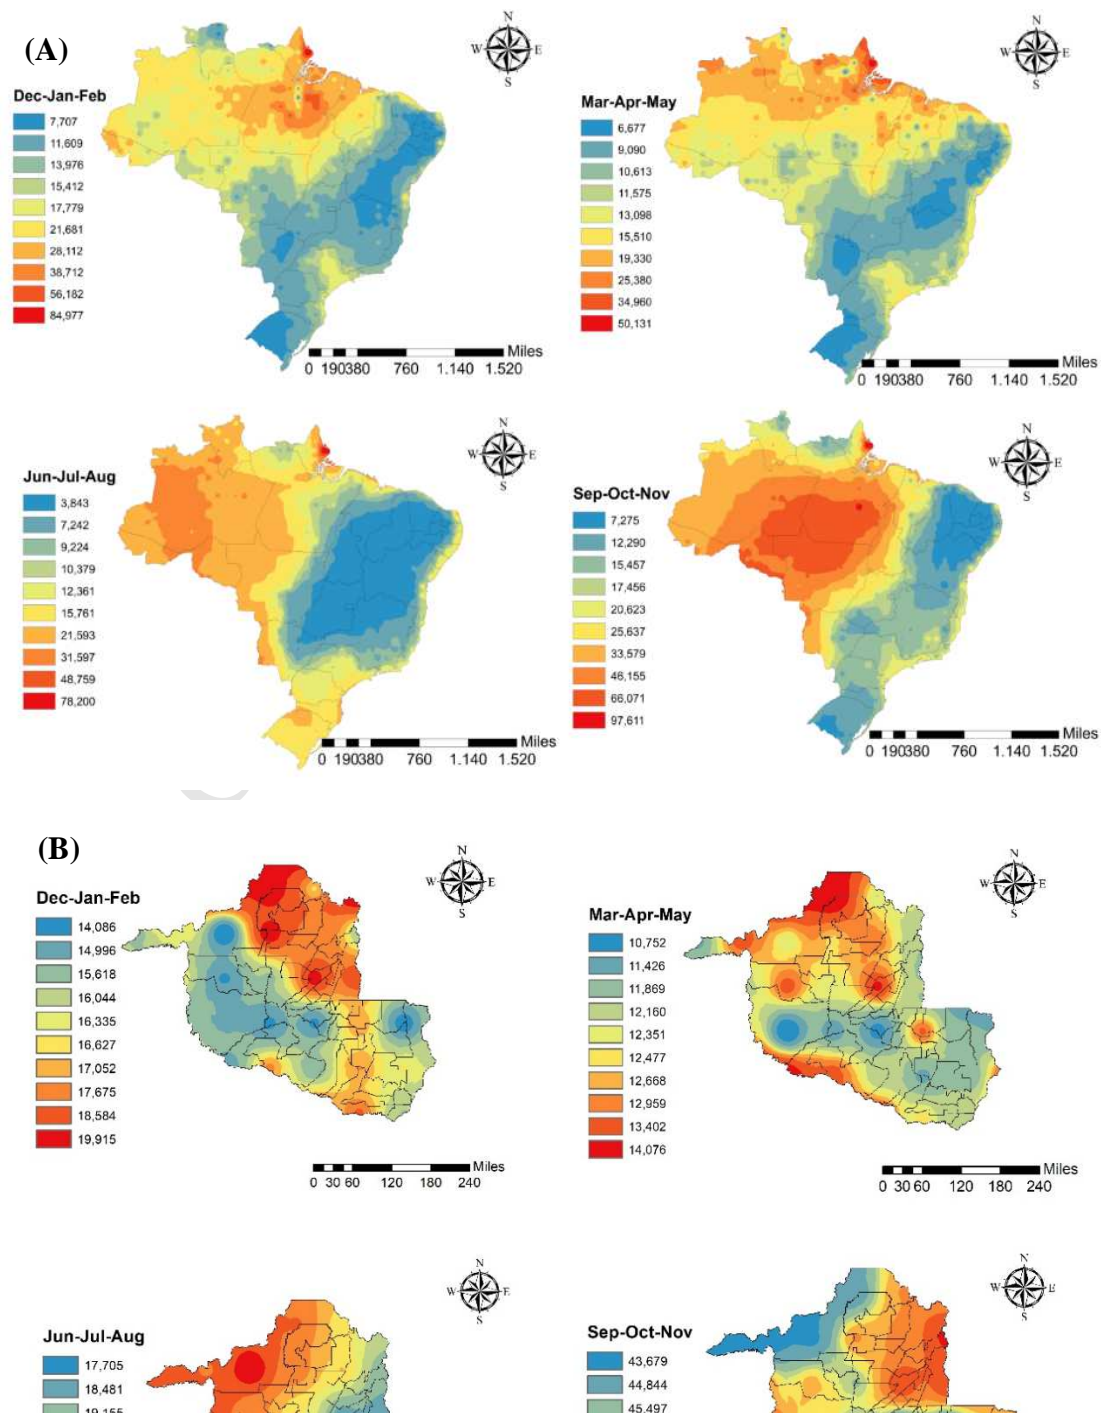 (A)
N
W E
S
Dec-Jan-Feb
7,707
11,609
13,976
15,412
17,779
21,681
28,112
38,712
56,182
84,977
Miles
0 190380 760 1.140 1.520
N
W E
S
Mar-Apr-May
6,677
9,090
10,613
11,575
13,098
15,510
19,330
25,380
34,960
50,131
Miles
0 190380 760 1.140 1.520
N
W E
S
Jun-Jul-Aug
3,843
7,242
9,224
10,379
12,361
15,761
21,593
31,597
48,759
78,200
Miles
0 190380 760 1.140 1.520
N
W E
S
Sep-Oct-Nov
7,275
12,290
15,457
17,456
20,623
25,637
33,579
46,155
66,071
97,611
Miles
0 190380 760 1.140 1.520
(B)
N
W E
S
Dec-Jan-Feb
14,086
14,996
15,618
16,044
16,335
16,627
17,052
17,675
18,584
19,915
Miles
0 30 60 120 180 240
N
W E
S
Mar-Apr-May
10,752
11,426
11,869
12,160
12,351
12,477
12,668
12,959
13,402
14,076
Miles
0 30 60 120 180 240
N
W E
S
Jun-Jul-Aug
17,705
18,481
19,155
N
W E
S
Sep-Oct-Nov
43,679
44,844
45,497